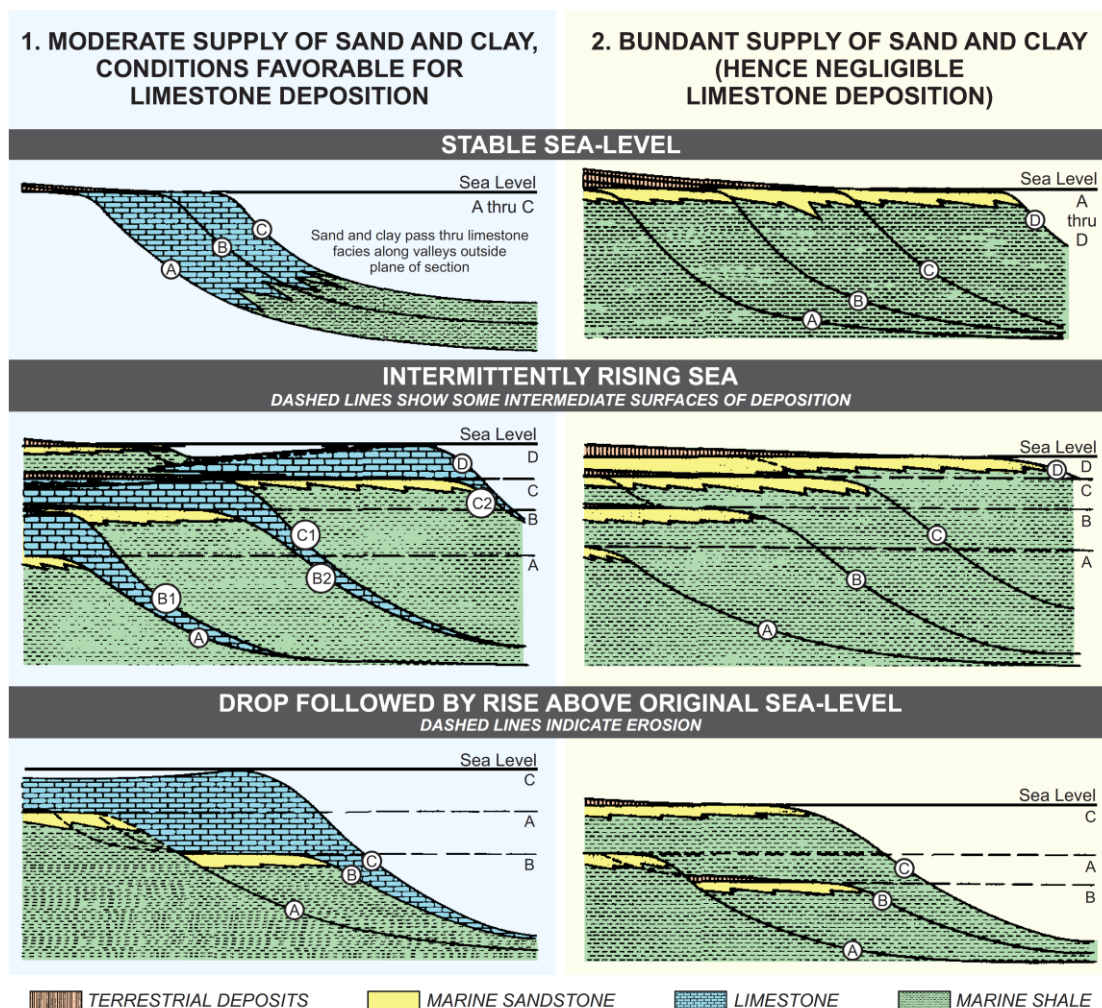 1. MODERATE SUPPLY OF SAND AND CLAY,
CONDITIONS FAVORABLE FOR
LIMESTONE DEPOSITION
2. BUNDANT SUPPLY OF SAND AND CLAY
(HENCE NEGLIGIBLE
LIMESTONE DEPOSITION)
STABLE SEA-LEVEL
Sea Level
A thru C
Sand and clay pass thru limestone
facies along valleys outside
plane of section
A
B
C
Sea Level
A
thru
D
A
B
C
D
INTERMITTENTLY RISING SEA
DASHED LINES SHOW SOME INTERMEDIATE SURFACES OF DEPOSITION
Sea Level
D
C
B
A
D
C2
C1
B2
B1
A
Sea Level
D
C
B
A
D
C
B
A
DROP FOLLOWED BY RISE ABOVE ORIGINAL SEA-LEVEL
DASHED LINES INDICATE EROSION
Sea Level
C
A
B
C
B
A
Sea Level
C
A
B
C
B
A
TERRESTRIAL DEPOSITS
MARINE SANDSTONE
LIMESTONE
MARINE SHALE